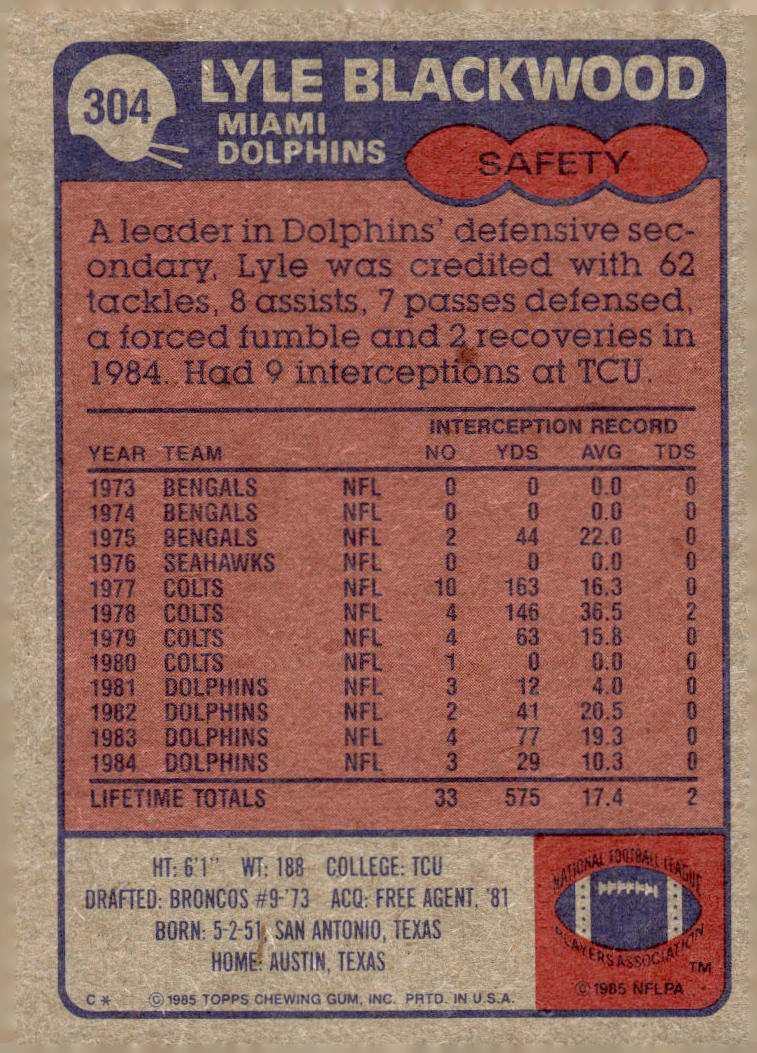 304
LYLE BLACKWOOD
MIAMI
DOLPHINS
SAFETY
A leader in Dolphins' defensive sec-
ondary, Lyle was credited with 62
tackles, 8 assists, 7 passes defensed,
a forced fumble and 2 recoveries in
1984. Had 9 interceptions at TCU.
INTERCEPTION RECORD
YEAR TEAM NO YDS AVG TDS
1973 BENGALS NFL 0 0 0.0 0
1974 BENGALS NFL 0 0 0.0 0
1975 BENGALS NFL 2 44 22.0 0
1976 SEAHAWKS NFL 0 0 0.0 0
1977 COLTS NFL 10 163 16.3 0
1978 COLTS NFL 4 146 36.5 2
1979 COLTS NFL 4 63 15.8 0
1980 COLTS NFL 1 0 0.0 0
1981 DOLPHINS NFL 3 12 4.0 0
1982 DOLPHINS NFL 2 41 20.5 0
1983 DOLPHINS NFL 4 77 19.3 0
1984 DOLPHINS NFL 3 29 10.3 0
LIFETIME TOTALS 33 575 17.4 2
HT: 6'1" WT: 188 COLLEGE: TCU
DRAFTED: BRONCOS #9-'73 ACQ: FREE AGENT, '81
BORN: 5-2-51, SAN ANTONIO, TEXAS
HOME: AUSTIN, TEXAS
C* © 1985 TOPPS CHEWING GUM, INC. PRTD. IN U.S.A.
NATIONAL FOOTBALL LEAGUE
PLAYERS ASSOCIATION
TM
© 1985 NFLPA